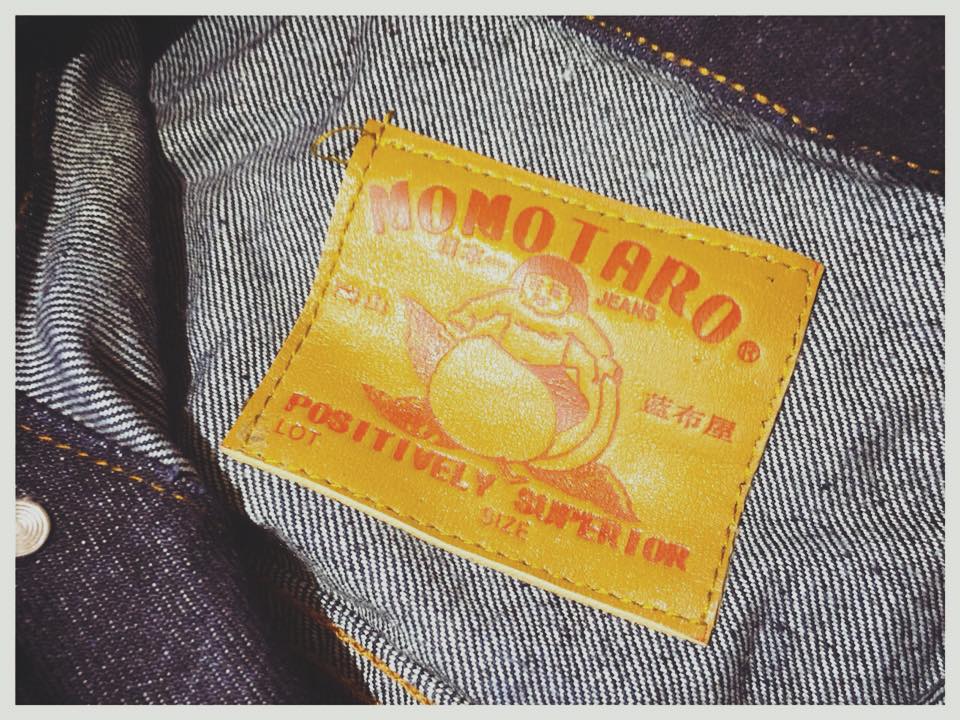 MOMOTARO®
JEANS
岡山
藍布屋
POSITIVELY SUPERIOR
LOT
SIZE